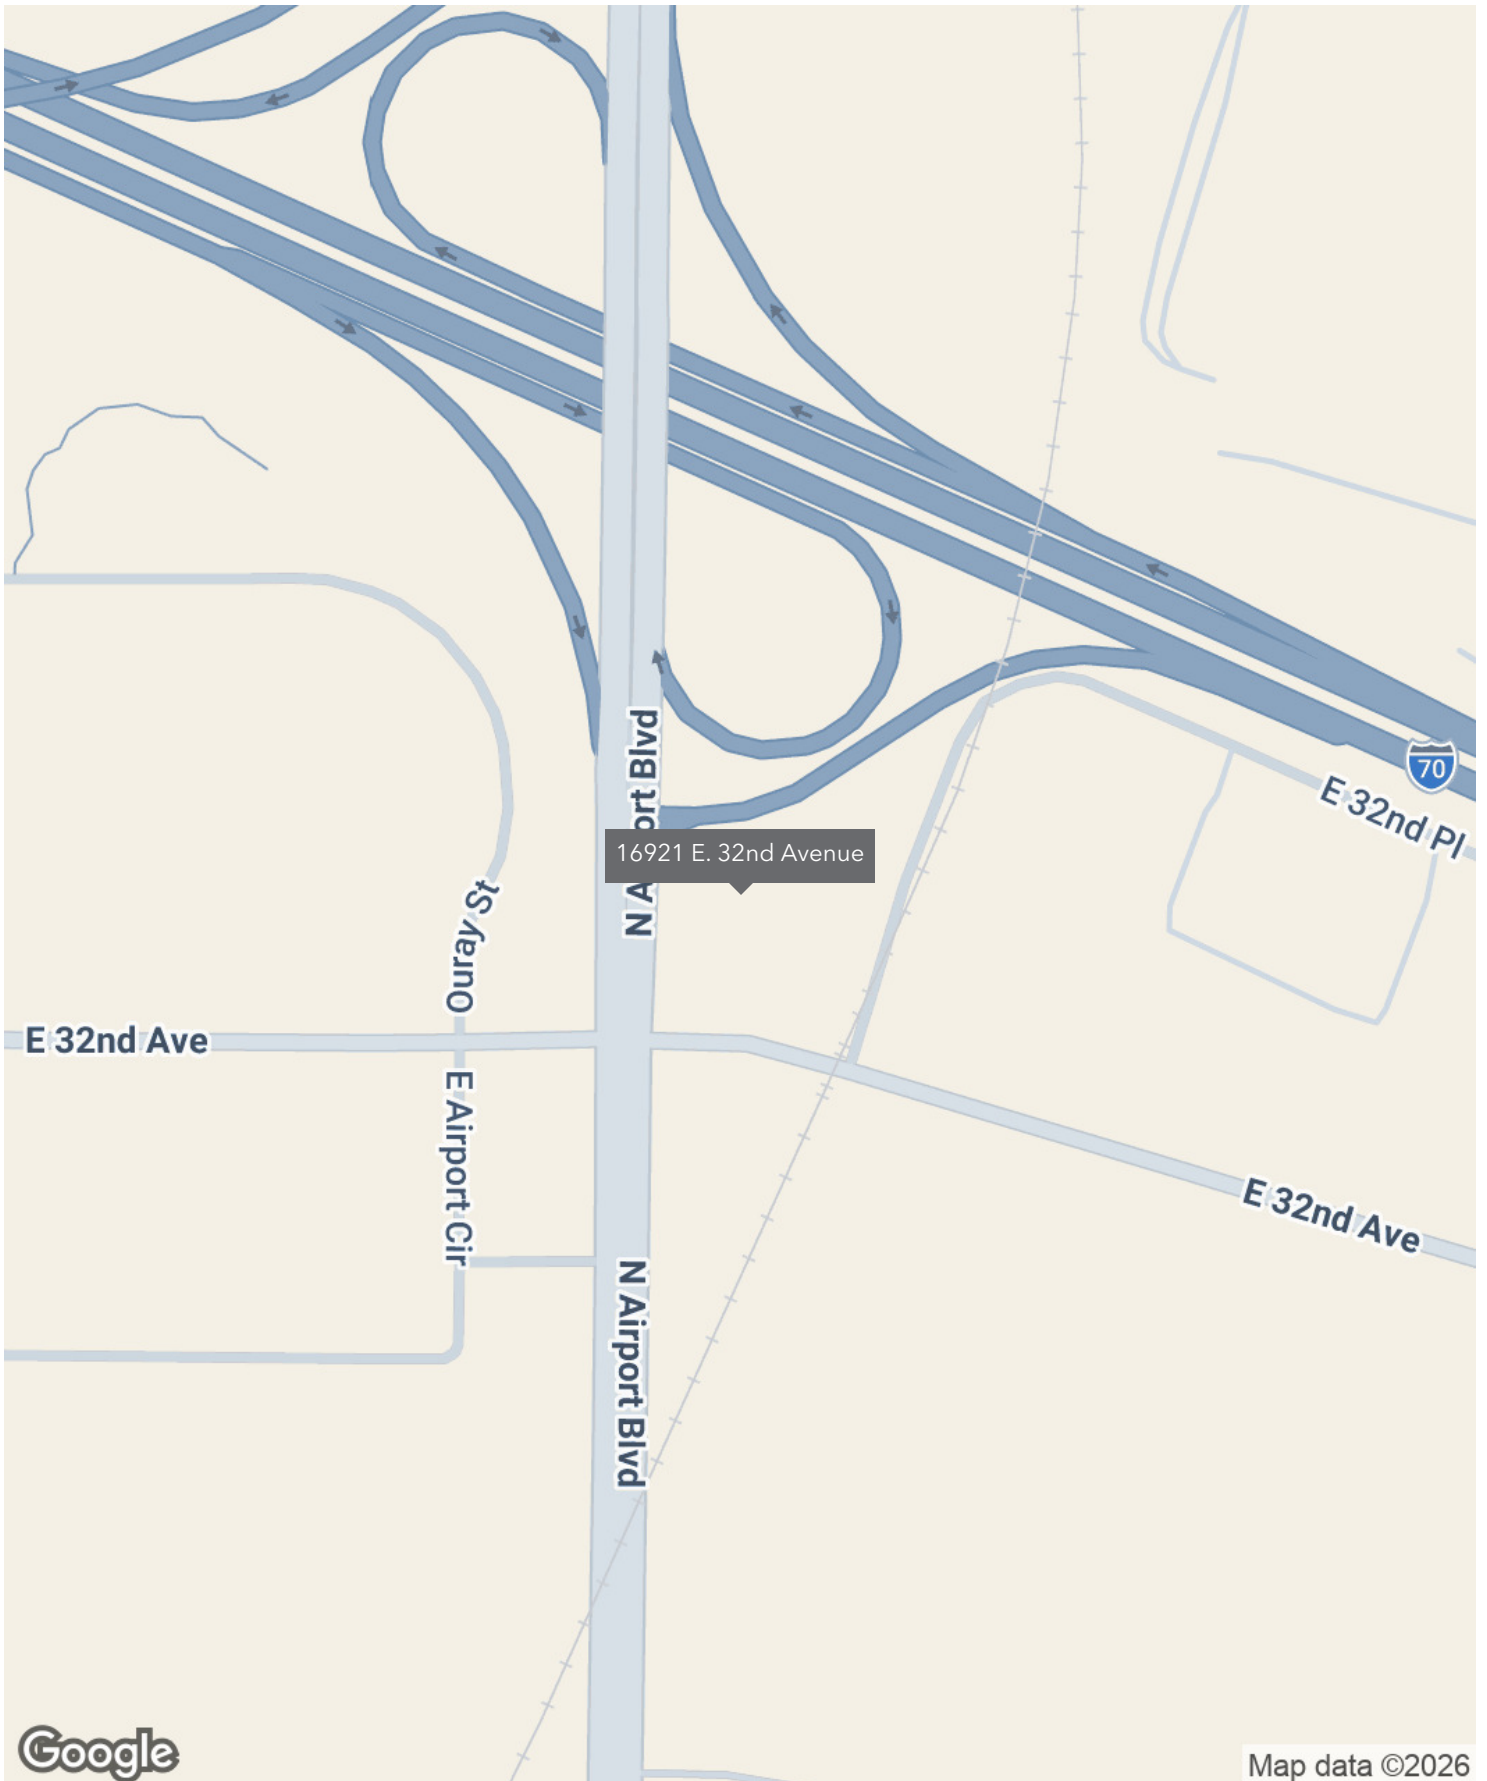 70
E 32nd Pl
N Airport Blvd
16921 E. 32nd Avenue
Ouray St
E 32nd Ave
E Airport Cir
E 32nd Ave
N Airport Blvd
Google
Map data ©2026